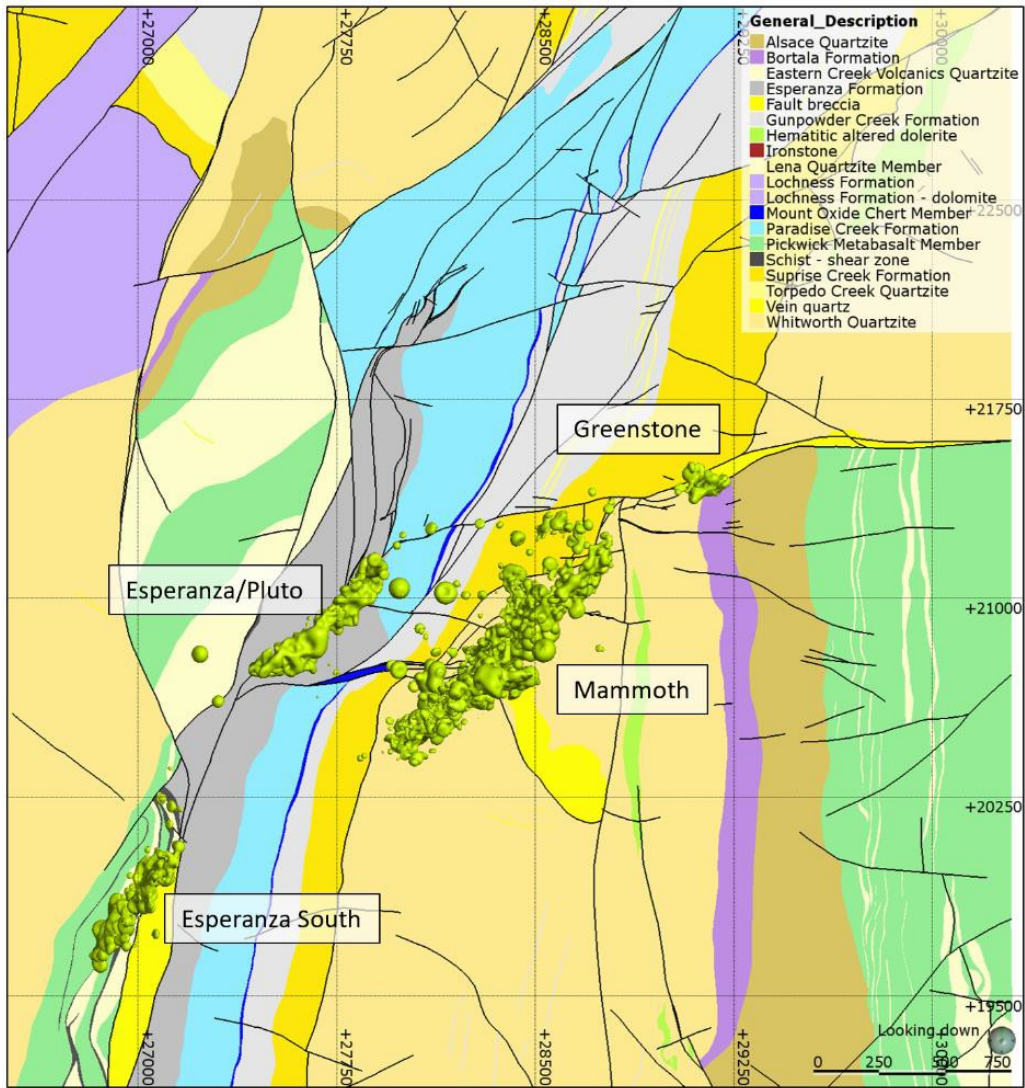 +27000
+27750
+28500
+29250
+30000
General_Description
Alsace Quartzite
Bortala Formation
Eastern Creek Volcanics Quartzite
Esperanza Formation
Fault breccia
Gunpowder Creek Formation
Hematitic altered dolerite
Ironstone
Lena Quartzite Member
Lochness Formation
Lochness Formation - dolomite
Mount Oxide Chert Member
Paradise Creek Formation
Pickwick Metabasalt Member
Schist - shear zone
Suprise Creek Formation
Torpedo Creek Quartzite
Vein quartz
Whitworth Quartzite
+22500
+21750
Greenstone
Esperanza/Pluto
+21000
Mammoth
+20250
Esperanza South
+19500
Looking down
0 250 500 750
+27000
+27750
+28500
+29250
+30000